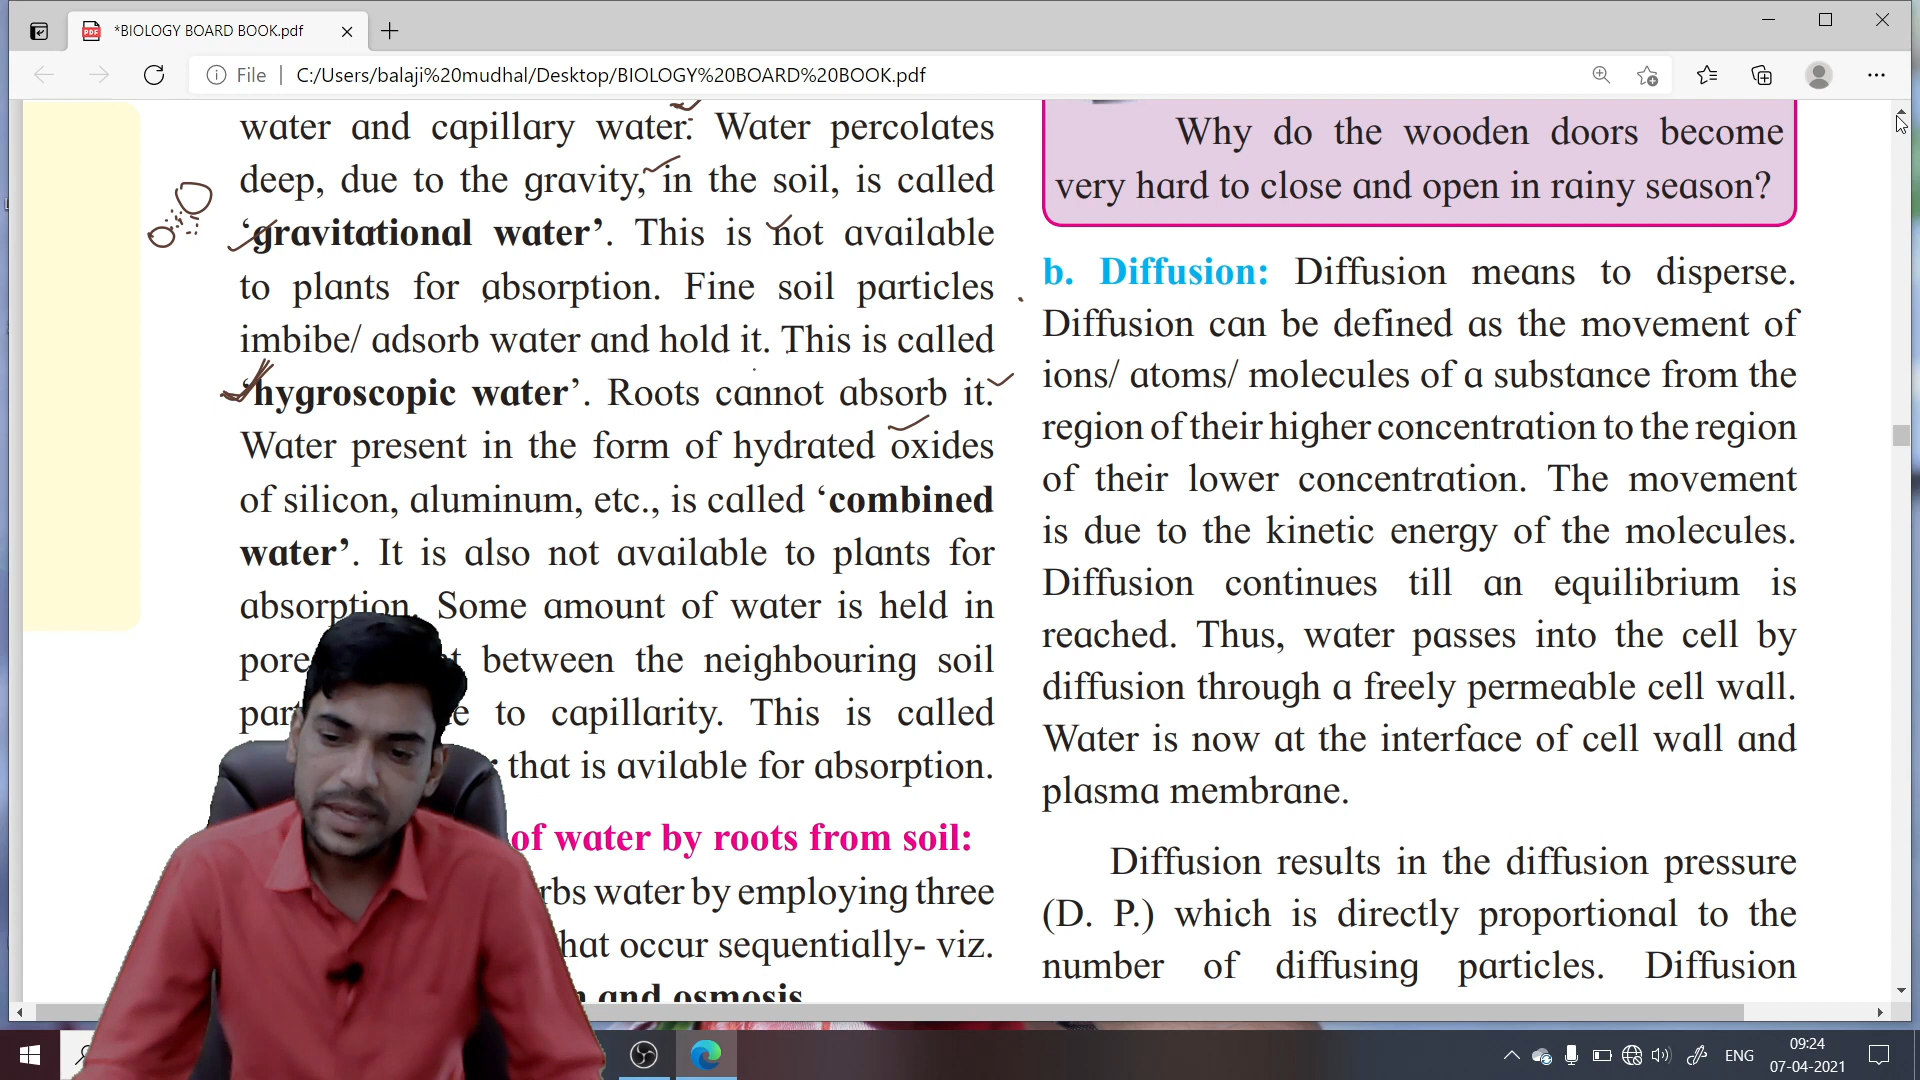 *BIOLOGY BOARD BOOK.pdf
File
C:/Users/balaji%20mudhal/Desktop/BIOLOGY%20BOARD%20BOOK.pdf
water and capillary water. Water percolates
deep, due to the gravity, in the soil, is called
‘gravitational water’. This is not available
to plants for absorption. Fine soil particles
imbibe/ adsorb water and hold it. This is called
‘hygroscopic water’. Roots cannot absorb it.
Water present in the form of hydrated oxides
of silicon, aluminum, etc., is called ‘combined
water’. It is also not available to plants for
absorption. Some amount of water is held in
pore between the neighbouring soil
to capillarity. This is called
that is avilable for absorption.
of water by roots from soil:
water by employing three
that occur sequentially- viz.
and osmosis
Why do the wooden doors become
very hard to close and open in rainy season?
b. Diffusion: Diffusion means to disperse.
Diffusion can be defined as the movement of
ions/ atoms/ molecules of a substance from the
region of their higher concentration to the region
of their lower concentration. The movement
is due to the kinetic energy of the molecules.
Diffusion continues till an equilibrium is
reached. Thus, water passes into the cell by
diffusion through a freely permeable cell wall.
Water is now at the interface of cell wall and
plasma membrane.
Diffusion results in the diffusion pressure
(D. P.) which is directly proportional to the
number of diffusing particles. Diffusion
ENG
09:24
07-04-2021